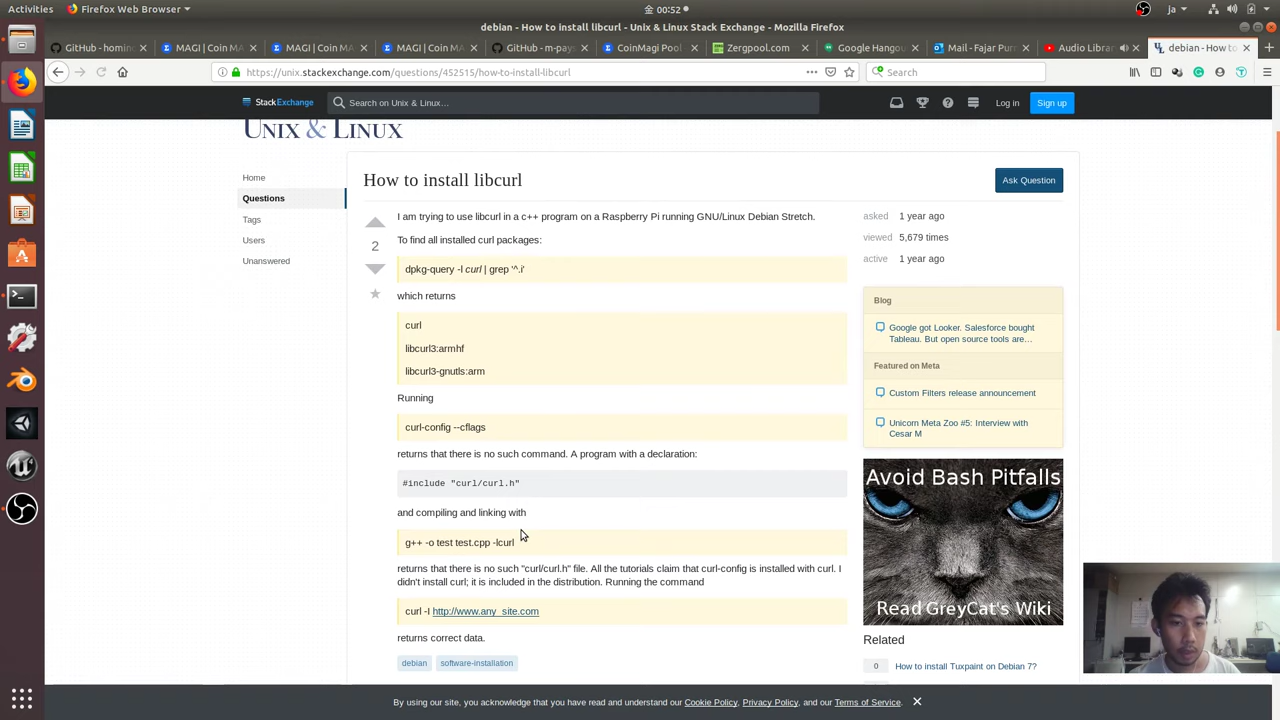 Activities
Firefox Web Browser
00:52
ja
debian - How to install libcurl - Unix & Linux Stack Exchange - Mozilla Firefox
GitHub - homin
MAGI | Coin M
MAGI | Coin M
MAGI | Coin M
GitHub - m-pays
CoinMagi Pool
Zergpool.com
Google Hangou
Mail - Fajar Purn
Audio Library
debian - How to
https://unix.stackexchange.com/questions/452515/how-to-install-libcurl
Search
StackExchange
Search on Unix & Linux…
Log in
Sign up
UNIX & LINUX
Home
Questions
Tags
Users
Unanswered
How to install libcurl
Ask Question
2
I am trying to use libcurl in a c++ program on a Raspberry Pi running GNU/Linux Debian Stretch.
To find all installed curl packages:
dpkg-query -l curl | grep '^.i'
which returns
curl
libcurl3:armhf
libcurl3-gnutls:arm
Running
curl-config --cflags
returns that there is no such command. A program with a declaration:
#include "curl/curl.h"
and compiling and linking with
g++ -o test test.cpp -lcurl
returns that there is no such "curl/curl.h" file. All the tutorials claim that curl-config is installed with curl. I
didn't install curl; it is included in the distribution. Running the command
curl -I http://www.any_site.com
returns correct data.
debian
software-installation
asked 1 year ago
viewed 5,679 times
active 1 year ago
Blog
Google got Looker. Salesforce bought
Tableau. But open source tools are…
Featured on Meta
Custom Filters release announcement
Unicorn Meta Zoo #5: Interview with
Cesar M
Avoid Bash Pitfalls
Read GreyCat's Wiki
Related
0 How to install Tuxpaint on Debian 7?
By using our site, you acknowledge that you have read and understand our Cookie Policy, Privacy Policy, and our Terms of Service.